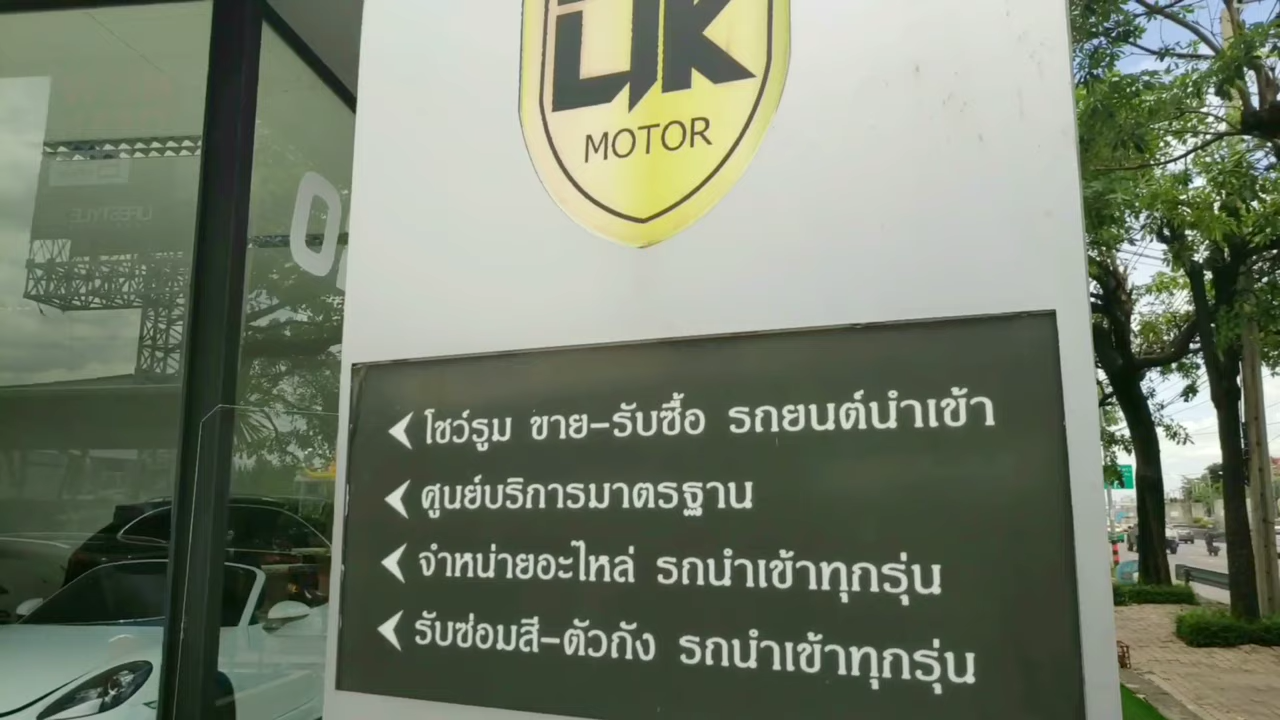 MOTOR
LIFESTYLE
โชว์รูม ขาย-รับซื้อ รถยนต์นำเข้า
ศูนย์บริการมาตรฐาน
จำหน่ายอะไหล่ รถนำเข้าทุกรุ่น
รับซ่อมสี-ตัวถัง รถนำเข้าทุกรุ่น